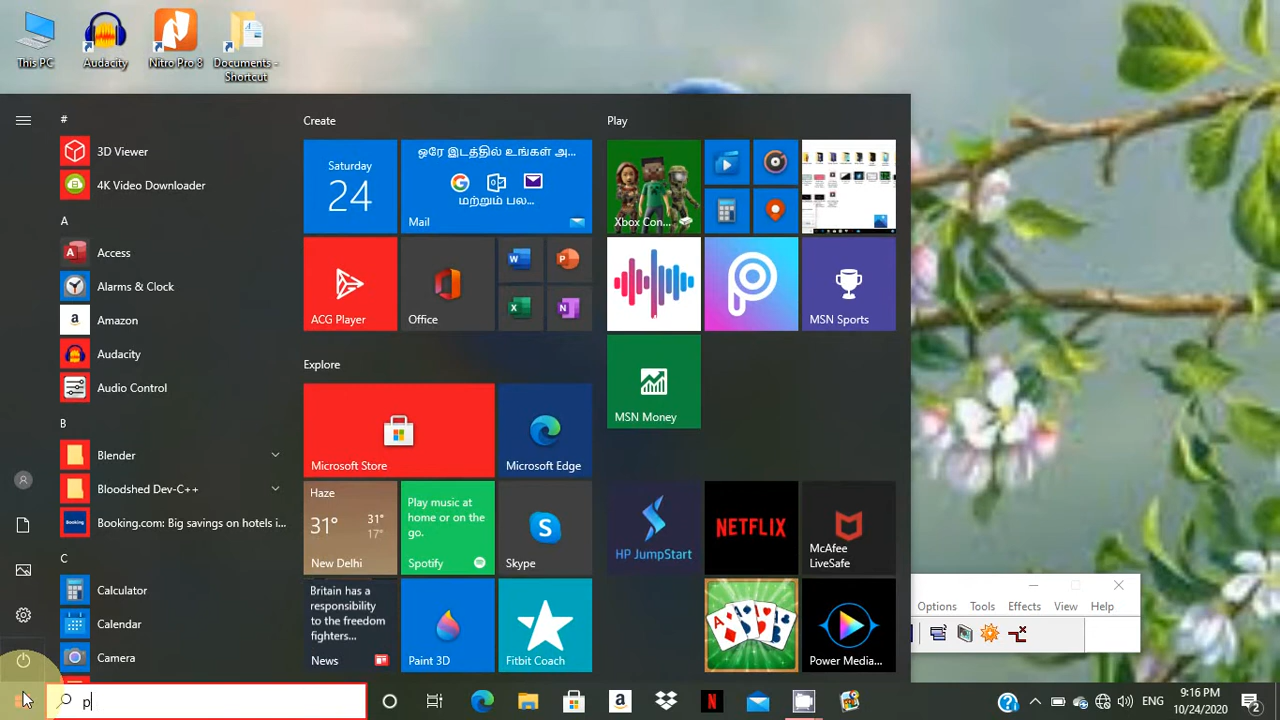 This PC
Audacity
Nitro Pro 8
Documents -
Shortcut
#
3D Viewer
4K Video Downloader
A
Access
Alarms & Clock
Amazon
Audacity
Audio Control
B
Blender
Bloodshed Dev-C++
Booking.com: Big savings on hotels i...
C
Calculator
Calendar
Camera
Create
Saturday
24
ஒரே இடத்தில் உங்கள் அ...
மற்றும் பல...
Mail
ACG Player
Office
Explore
Microsoft Store
Microsoft Edge
Haze
31°
31°
17°
New Delhi
Play music at
home or on the
go.
Spotify
Skype
Britain has a
responsibility to
the freedom
fighters...
News
Paint 3D
Fitbit Coach
Play
Xbox Con...
MSN Sports
MSN Money
HP JumpStart
NETFLIX
McAfee
LiveSafe
Power Media...
Options
Tools
Effects
View
Help
p
ENG
9:16 PM
10/24/2020
2